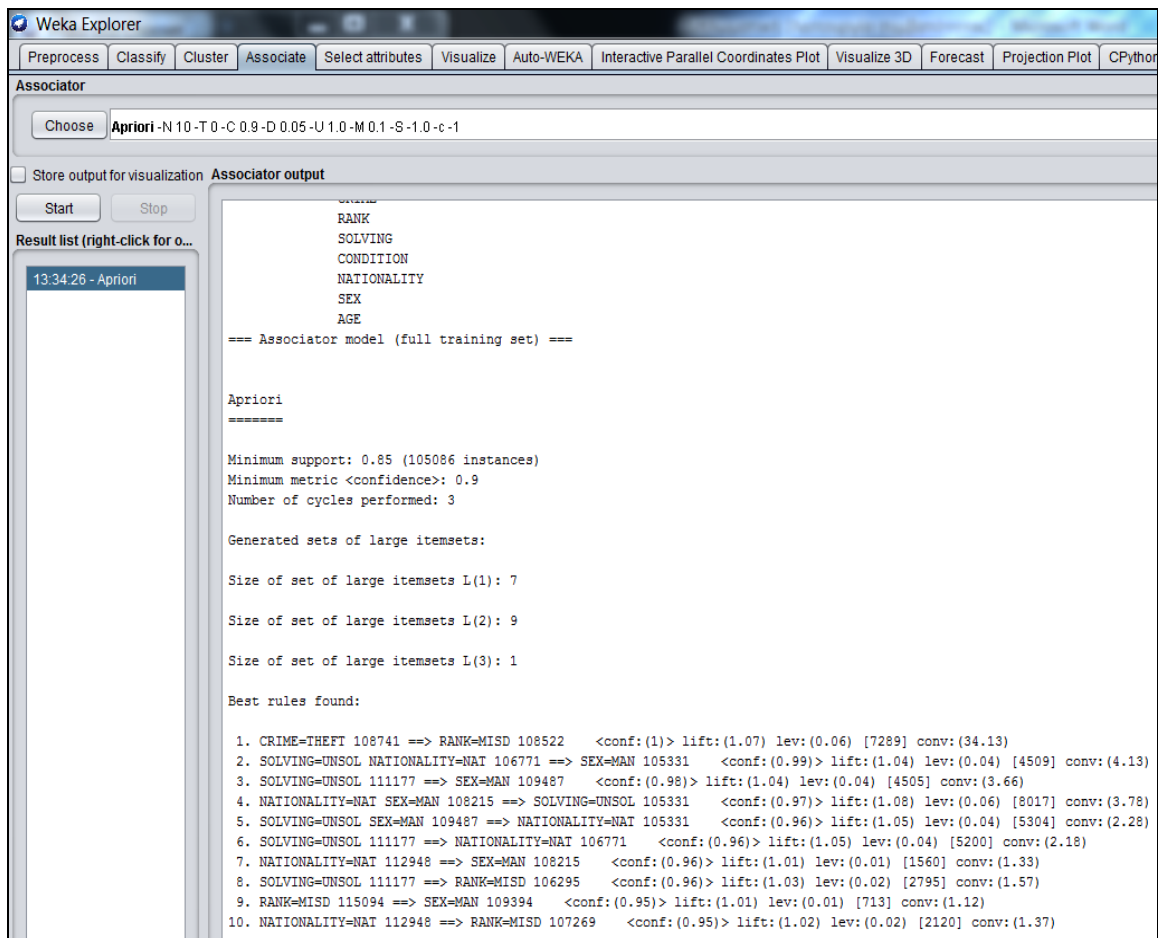 Weka Explorer
Preprocess Classify Cluster Associate Select attributes Visualize Auto-WEKA Interactive Parallel Coordinates Plot Visualize 3D Forecast Projection Plot CPython
Associator
Choose Apriori -N 10 -T 0 -C 0.9 -D 0.05 -U 1.0 -M 0.1 -S -1.0 -c -1
Store output for visualization Associator output
Start Stop
Result list (right-click for o...
13:34:26 - Apriori
RANK
SOLVING
CONDITION
NATIONALITY
SEX
AGE
=== Associator model (full training set) ===
Apriori
=======
Minimum support: 0.85 (105086 instances)
Minimum metric <confidence>: 0.9
Number of cycles performed: 3
Generated sets of large itemsets:
Size of set of large itemsets L(1): 7
Size of set of large itemsets L(2): 9
Size of set of large itemsets L(3): 1
Best rules found:
1. CRIME=THEFT 108741 ==> RANK=MISD 108522 <conf:(1)> lift:(1.07) lev:(0.06) [7289] conv:(34.13)
2. SOLVING=UNSOL NATIONALITY=NAT 106771 ==> SEX=MAN 105331 <conf:(0.99)> lift:(1.04) lev:(0.04) [4509] conv:(4.13)
3. SOLVING=UNSOL 111177 ==> SEX=MAN 109487 <conf:(0.98)> lift:(1.04) lev:(0.04) [4505] conv:(3.66)
4. NATIONALITY=NAT SEX=MAN 108215 ==> SOLVING=UNSOL 105331 <conf:(0.97)> lift:(1.08) lev:(0.06) [8017] conv:(3.78)
5. SOLVING=UNSOL SEX=MAN 109487 ==> NATIONALITY=NAT 105331 <conf:(0.96)> lift:(1.05) lev:(0.04) [5304] conv:(2.28)
6. SOLVING=UNSOL 111177 ==> NATIONALITY=NAT 106771 <conf:(0.96)> lift:(1.05) lev:(0.04) [5200] conv:(2.18)
7. NATIONALITY=NAT 112948 ==> SEX=MAN 108215 <conf:(0.96)> lift:(1.01) lev:(0.01) [1560] conv:(1.33)
8. SOLVING=UNSOL 111177 ==> RANK=MISD 106295 <conf:(0.96)> lift:(1.03) lev:(0.02) [2795] conv:(1.57)
9. RANK=MISD 115094 ==> SEX=MAN 109394 <conf:(0.95)> lift:(1.01) lev:(0.01) [713] conv:(1.12)
10. NATIONALITY=NAT 112948 ==> RANK=MISD 107269 <conf:(0.95)> lift:(1.02) lev:(0.02) [2120] conv:(1.37)